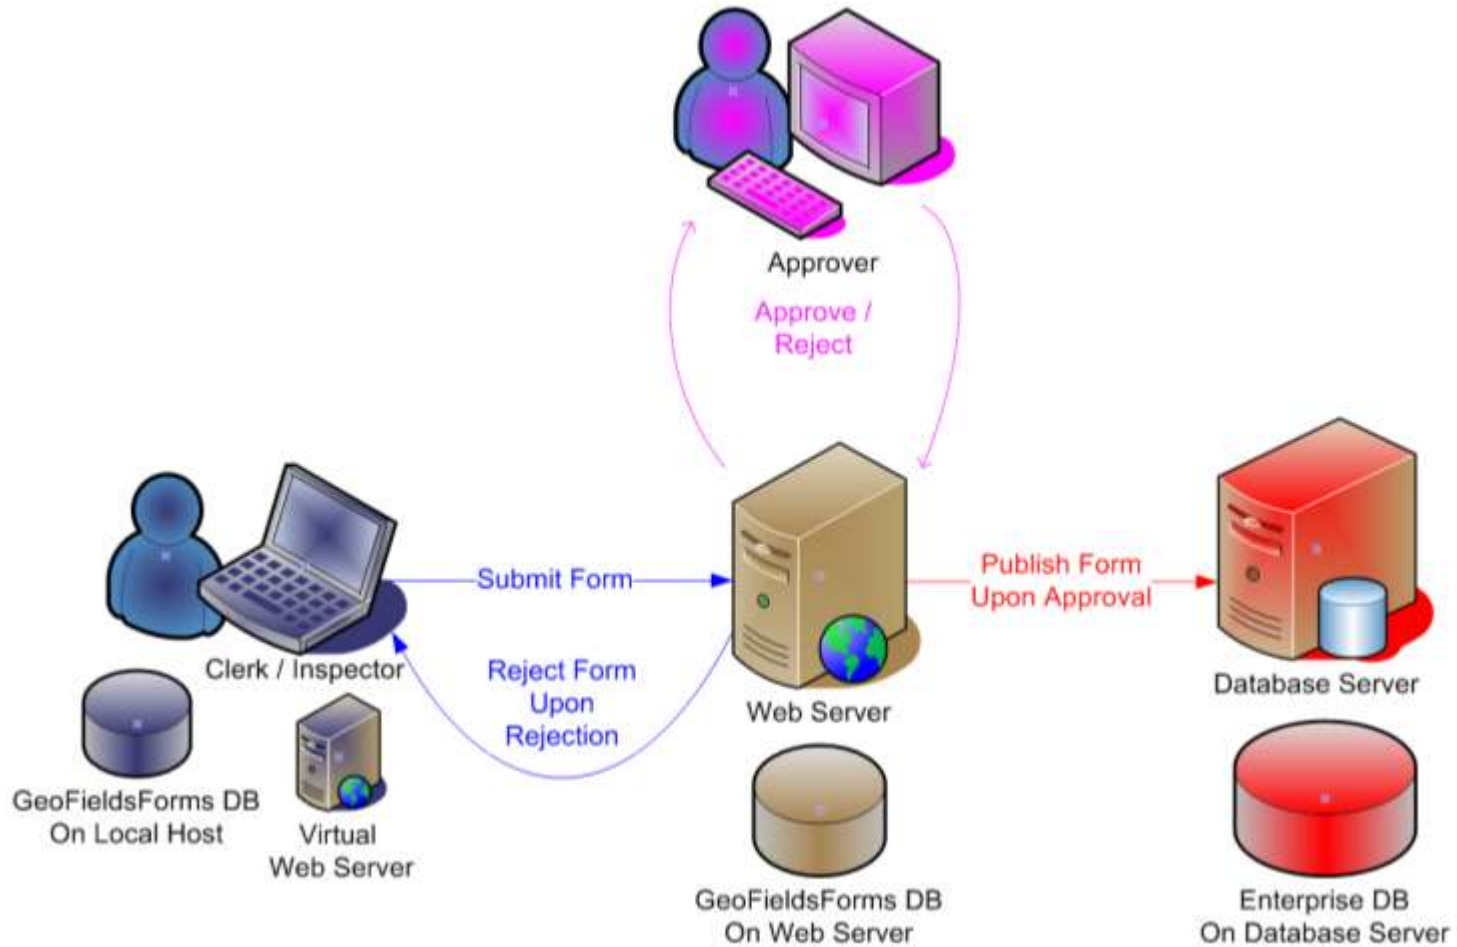 Approver
Approve /
Reject
Submit Form
Publish Form
Upon Approval
Clerk / Inspector
Reject Form
Upon
Rejection
Web Server
Database Server
GeoFieldsForms DB
On Local Host
Virtual
Web Server
GeoFieldsForms DB
On Web Server
Enterprise DB
On Database Server